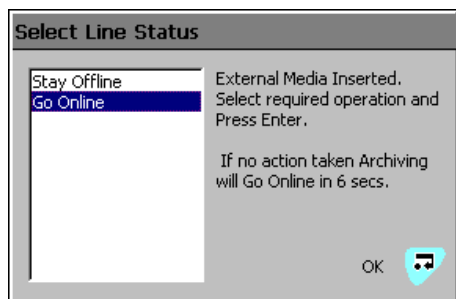 Select Line Status
Stay Offline
Go Online
External Media Inserted.
Select required operation and
Press Enter.
If no action taken Archiving
will Go Online in 6 secs.
OK